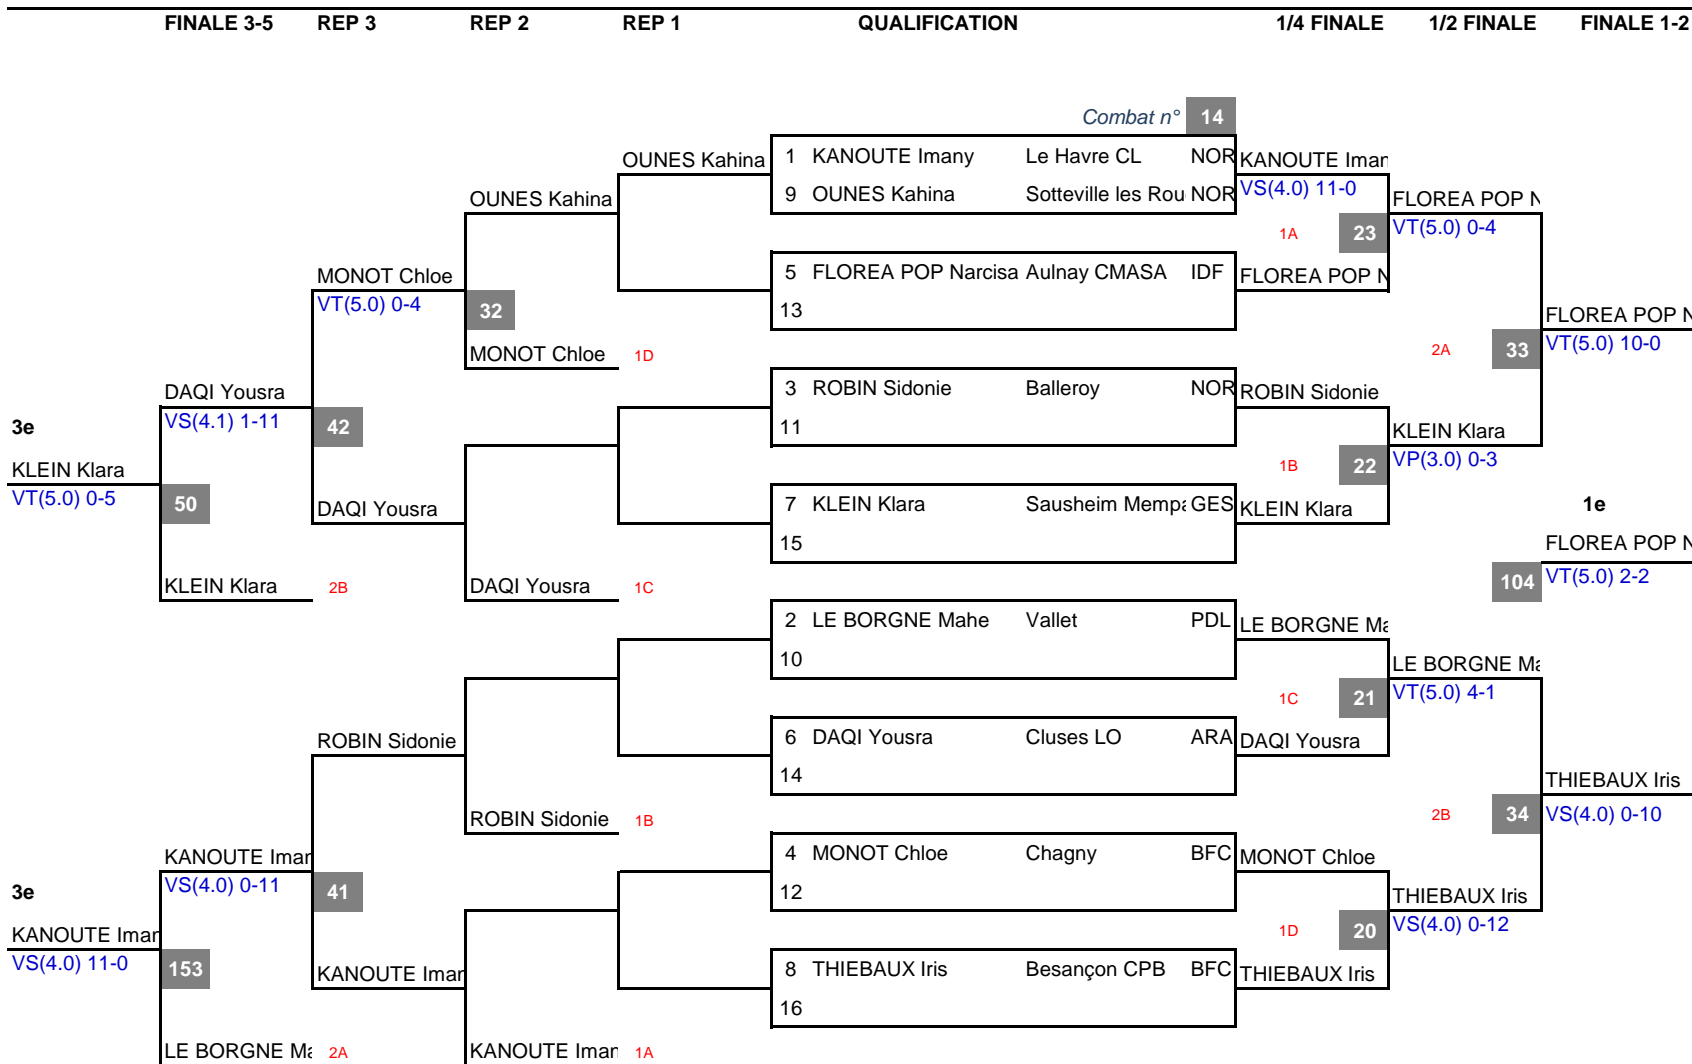 FINALE 3-5 REP 3 REP 2 REP 1 QUALIFICATION 1/4 FINALE 1/2 FINALE FINALE 1-2
Combat n° 14
OUNES Kahina 1 KANOUTE Imany Le Havre CL NOR KANOUTE Iman
OUNES Kahina 9 OUNES Kahina Sotteville les Rou NOR VS(4.0) 11-0 FLOREA POP N
1A 23 VT(5.0) 0-4
MONOT Chloe 5 FLOREA POP Narcisa Aulnay CMASA IDF FLOREA POP N
VT(5.0) 0-4 32 13 FLOREA POP N
MONOT Chloe 1D 2A 33 VT(5.0) 10-0
DAQI Yousra 3 ROBIN Sidonie Balleroy NOR ROBIN Sidonie
3e VS(4.1) 1-11 42 11 KLEIN Klara
KLEIN Klara 1B 22 VP(3.0) 0-3
VT(5.0) 0-5 50 DAQI Yousra 7 KLEIN Klara Sausheim Mempa GES KLEIN Klara 1e
15 FLOREA POP N
KLEIN Klara 2B DAQI Yousra 1C 104 VT(5.0) 2-2
2 LE BORGNE Mahe Vallet PDL LE BORGNE Ma
10 LE BORGNE Ma
1C 21 VT(5.0) 4-1
ROBIN Sidonie 6 DAQI Yousra Cluses LO ARA DAQI Yousra
14 THIEBAUX Iris
ROBIN Sidonie 1B 2B 34 VS(4.0) 0-10
KANOUTE Iman 4 MONOT Chloe Chagny BFC MONOT Chloe
3e VS(4.0) 0-11 41 12 THIEBAUX Iris
KANOUTE Iman 1D 20 VS(4.0) 0-12
VS(4.0) 11-0 153 KANOUTE Iman 8 THIEBAUX Iris Besançon CPB BFC THIEBAUX Iris
16
LE BORGNE Ma 2A KANOUTE Iman 1A